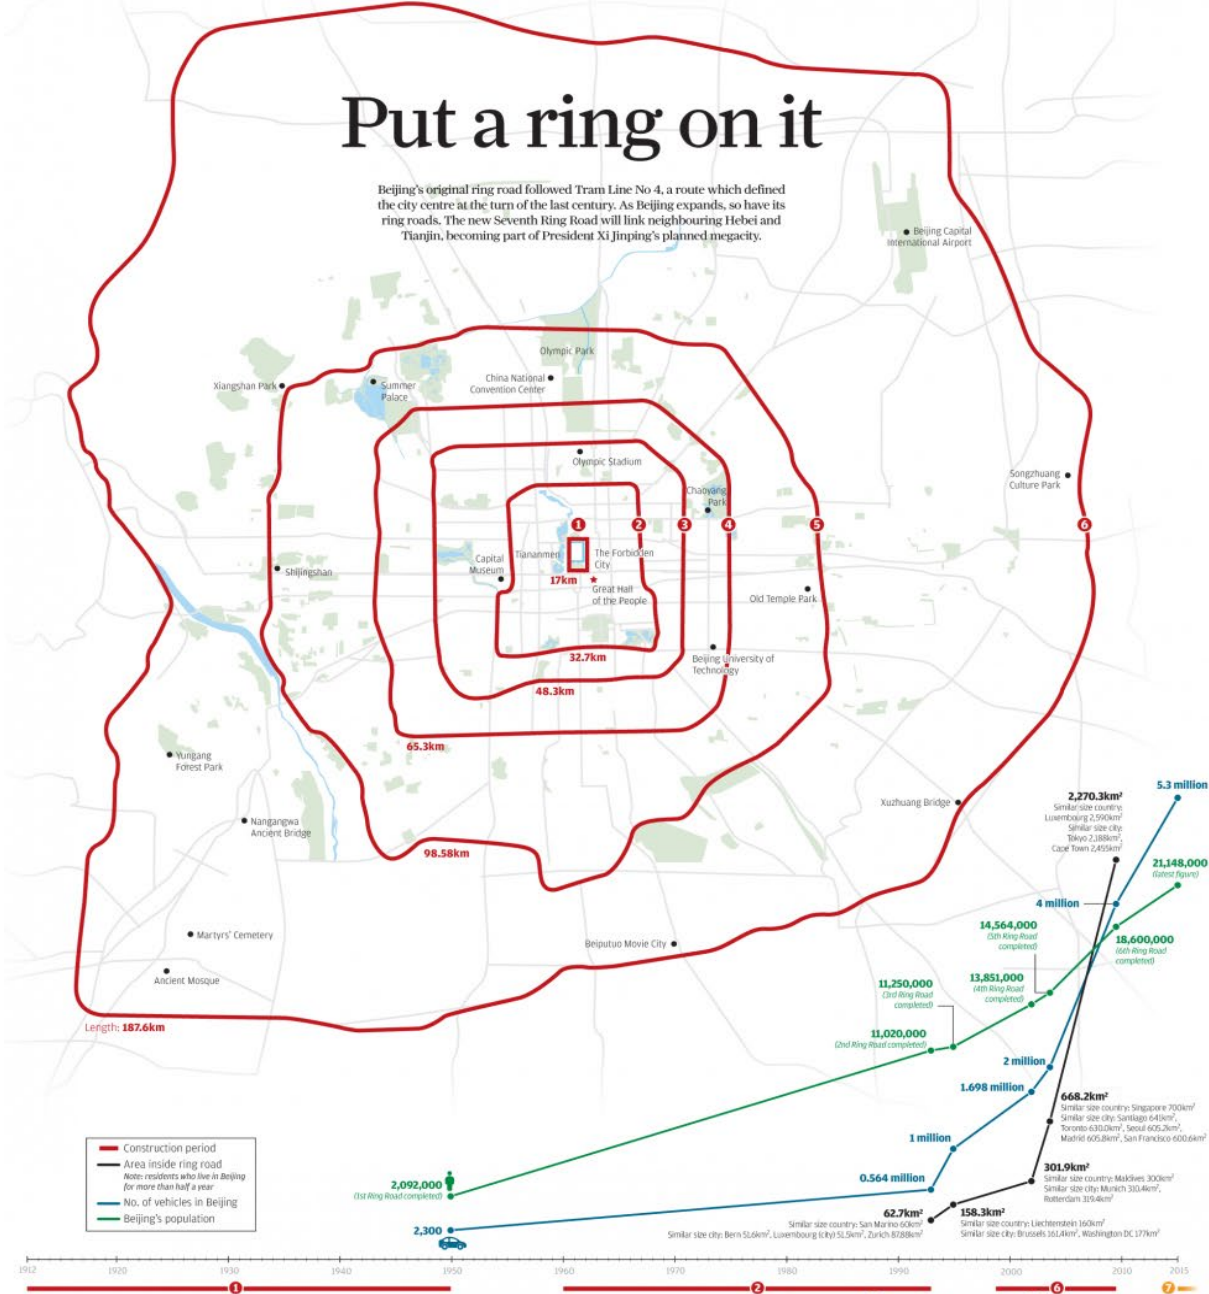 Put a ring on it
Beijing's original ring road followed Tram Line No 4, a route which defined
the city centre at the turn of the last century. As Beijing expands, so have its
ring roads. The new Seventh Ring Road will link neighbouring Hebei and
Tianjin, becoming part of President Xi Jinping's planned megacity.
Beijing Capital
International Airport
Olympic Park
Xiangshan Park
Summer
Palace
China National
Convention Center
Olympic Stadium
Songzhuang
Culture Park
Chaoyang
Park
1
2
3
4
5
6
Capital
Museum
Tiananmen
The Forbidden
City
17km
Great Hall
of the People
Shijingshan
Old Temple Park
32.7km
Beijing University of
Technology
48.3km
65.3km
Yungang
Forest Park
Nangangwa
Ancient Bridge
98.58km
Xuzhuang Bridge
Martyrs' Cemetery
Beiputuo Movie City
Ancient Mosque
Length: 187.6km
5.3 million
2,270.3km²
Similar size country:
Luxembourg 2,590km²
Similar size city:
Tokyo 2,188km²,
Cape Town 2,455km²
21,148,000
(latest figure)
4 million
14,564,000
(5th Ring Road
completed)
18,600,000
(6th Ring Road
completed)
13,851,000
(4th Ring Road
completed)
11,250,000
(3rd Ring Road
completed)
11,020,000
(2nd Ring Road completed)
2 million
1.698 million
668.2km²
Similar size country: Singapore 700km²
Similar size city: Santiago 641km²,
Toronto 630.0km², Seoul 605.2km²,
Madrid 605.8km², San Francisco 600.6km²
1 million
Construction period
Area inside ring road
Note: residents who live in Beijing
for more than half a year
No. of vehicles in Beijing
Beijing's population
2,092,000
(1st Ring Road completed)
0.564 million
301.9km²
Similar size country: Maldives 300km²
Similar size city: Munich 310.4km²,
Rotterdam 319.4km²
2,300
62.7km²
Similar size country: San Marino 60km²
Similar size city: Bern 51.6km², Luxembourg (city) 51.5km², Zurich 87.88km²
158.3km²
Similar size country: Liechtenstein 160km²
Similar size city: Brussels 161.4km², Washington DC 177km²
1912 1920 1930 1940 1950 1960 1970 1980 1990 2000 2010 2015
1 2 6 7